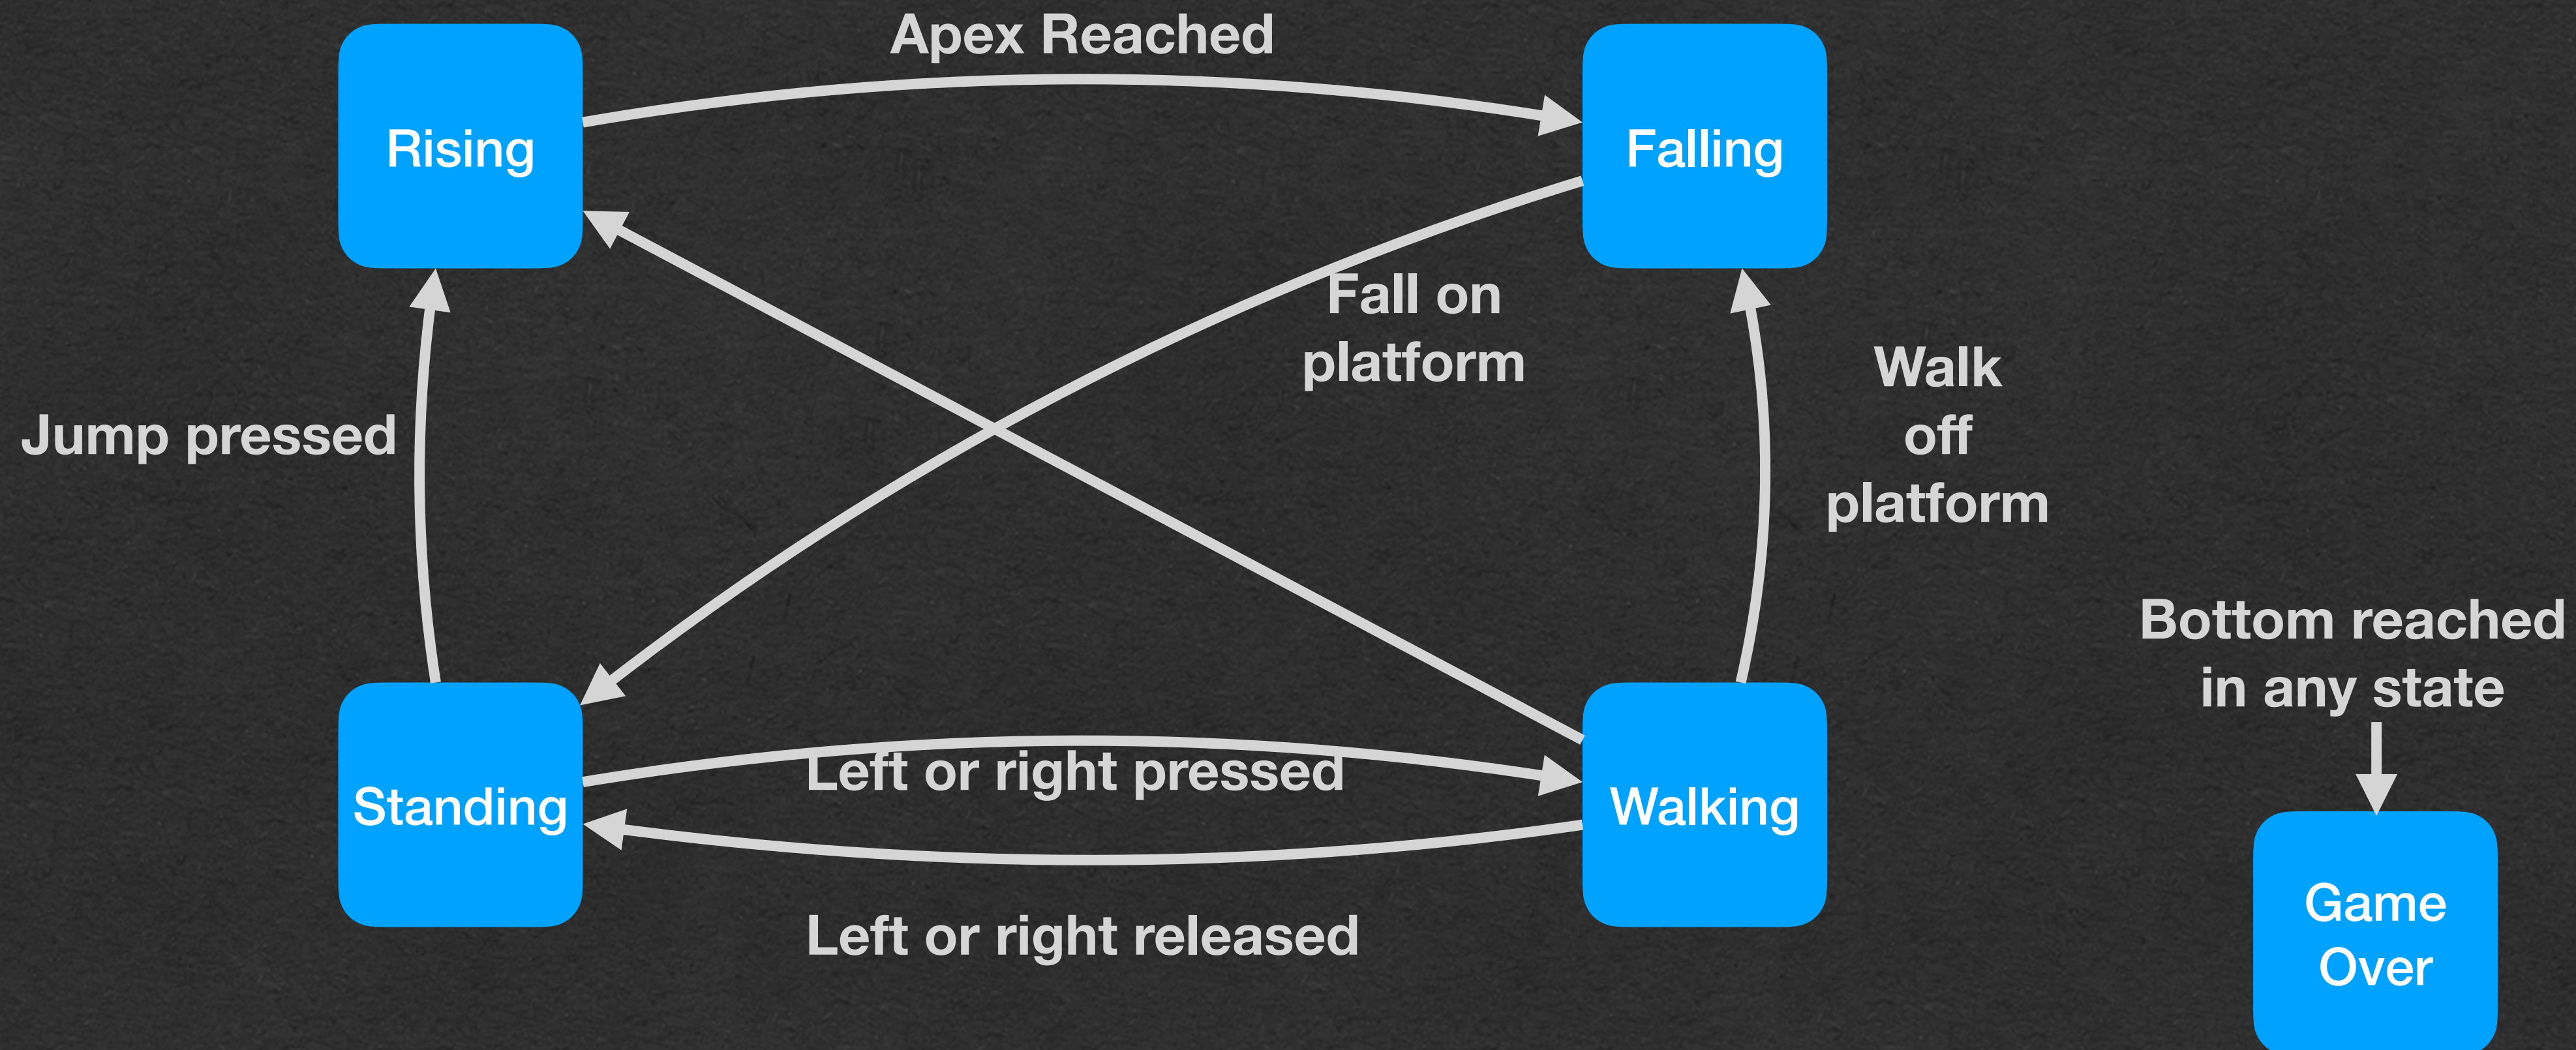 Apex Reached
Rising
Falling
Fall on
platform
Walk
off
platform
Jump pressed
Bottom reached
in any state
Left or right pressed
Standing
Walking
Left or right released
Game
Over